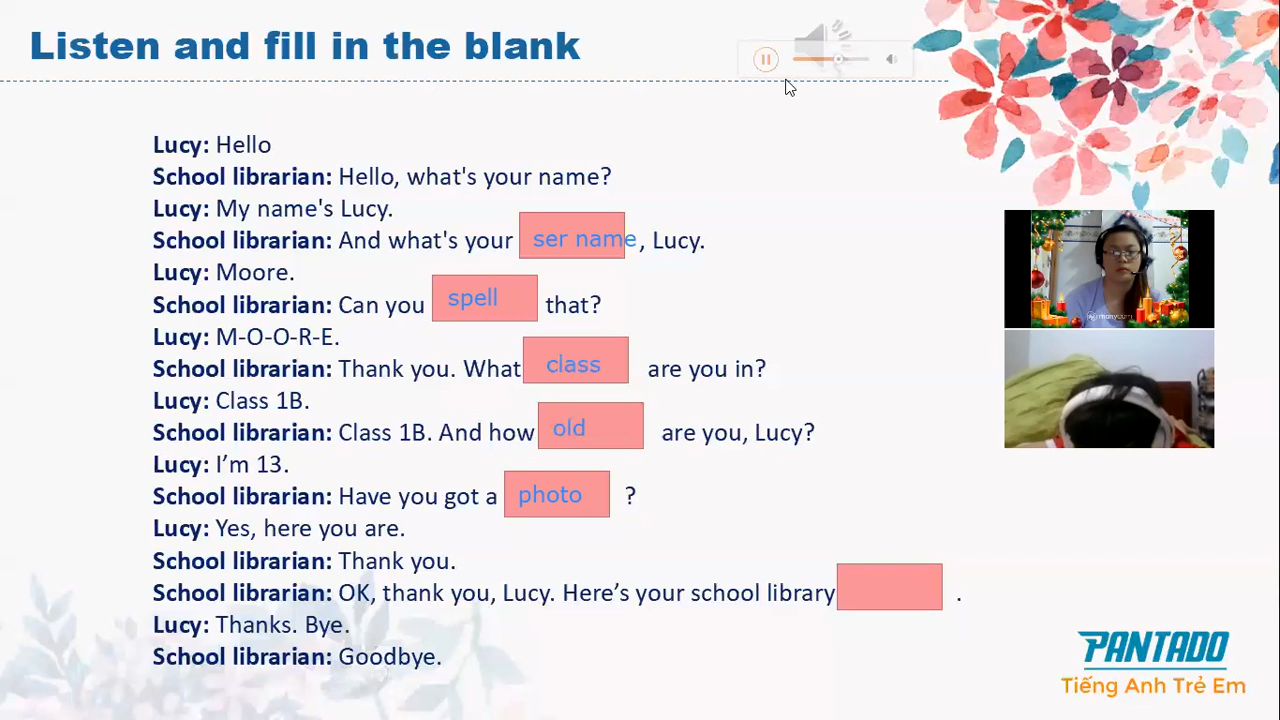 Listen and fill in the blank
Lucy: Hello
School librarian: Hello, what's your name?
Lucy: My name's Lucy.
School librarian: And what's your ser name, Lucy.
Lucy: Moore.
School librarian: Can you spell that?
Lucy: M-O-O-R-E.
School librarian: Thank you. What class are you in?
Lucy: Class 1B.
School librarian: Class 1B. And how old are you, Lucy?
Lucy: I’m 13.
School librarian: Have you got a photo ?
Lucy: Yes, here you are.
School librarian: Thank you.
School librarian: OK, thank you, Lucy. Here’s your school library .
Lucy: Thanks. Bye.
School librarian: Goodbye.
manycam
PANTADO
Tiếng Anh Trẻ Em